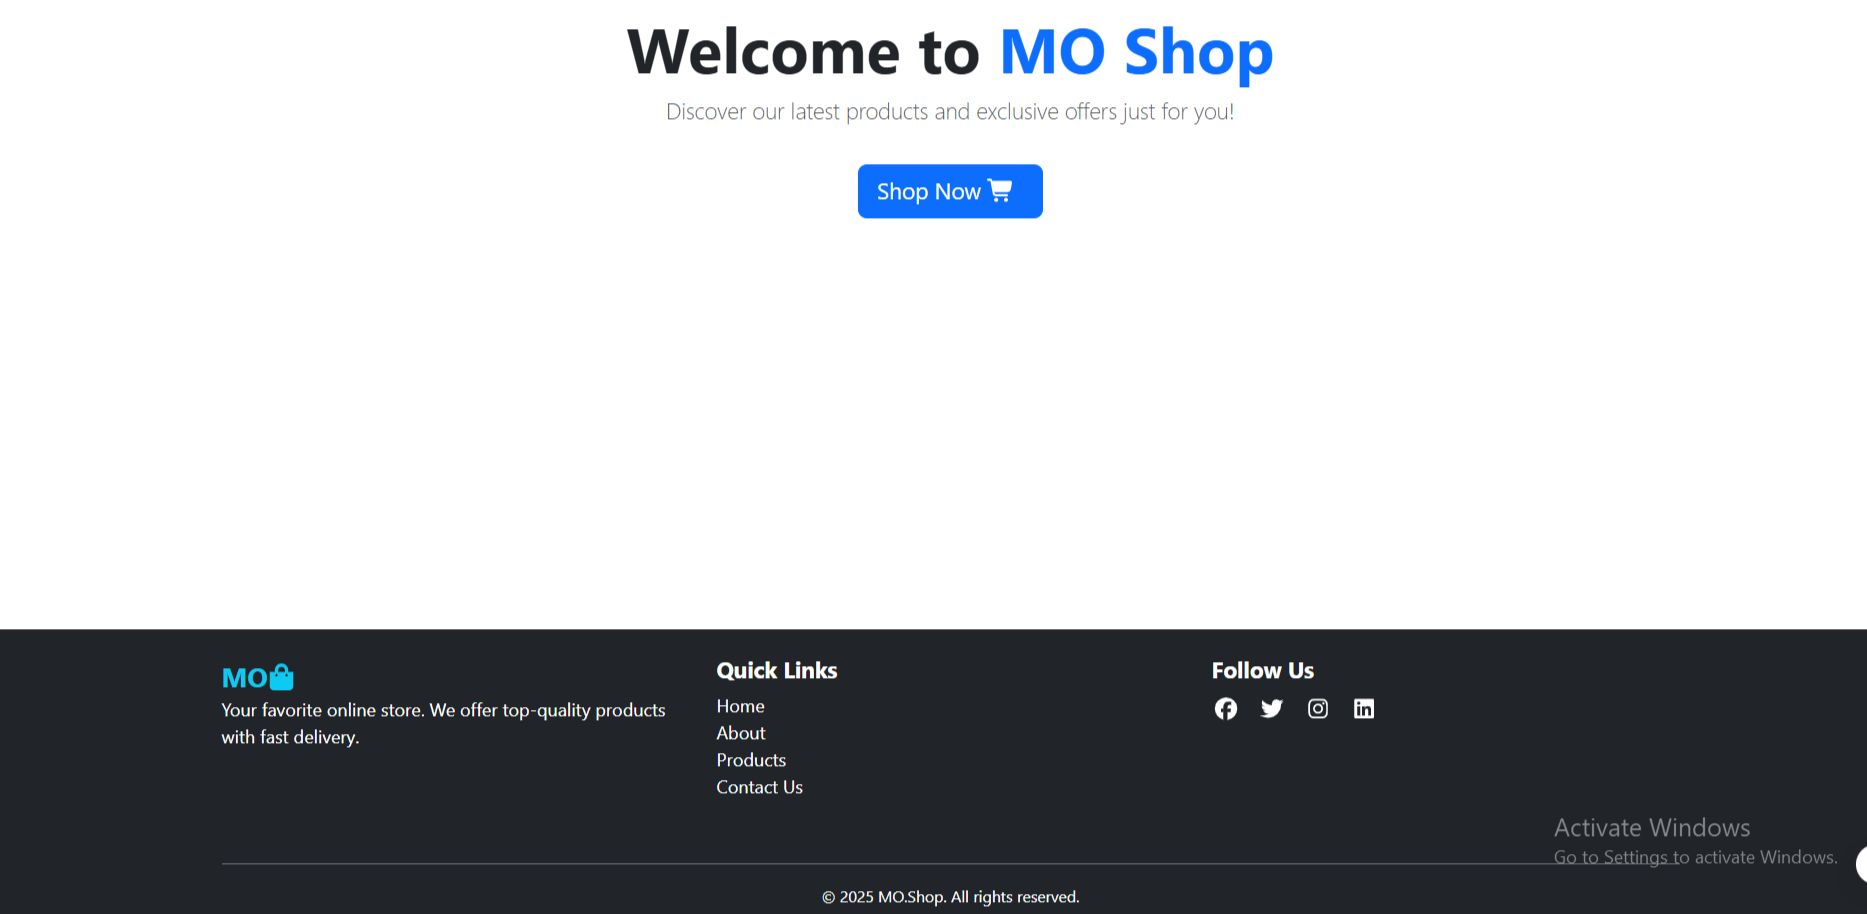 Welcome to MO Shop
Discover our latest products and exclusive offers just for you!
Shop Now
MO
Your favorite online store. We offer top-quality products
with fast delivery.
Quick Links
Home
About
Products
Contact Us
Follow Us
Activate Windows
Go to Settings to activate Windows.
© 2025 MO.Shop. All rights reserved.